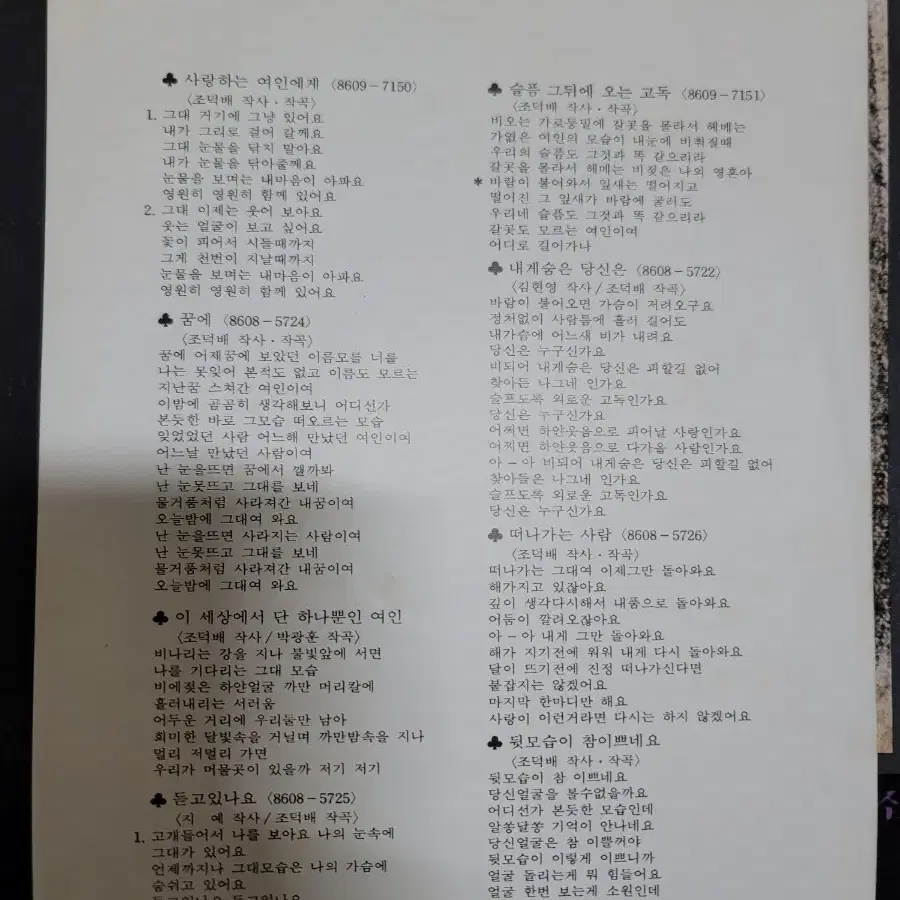 ♣ 사랑하는 여인에게 〈8609-7150〉
〈조덕배 작사·작곡〉
1. 그대 거기에 그냥 있어요
내가 그리로 걸어 갈께요
그대 눈물을 닦지 말아요
내가 눈물을 닦아줄께요
눈물을 보며는 내마음이 아파요
영원히 영원히 함께 있어요
2. 그대 이제는 웃어 보아요
웃는 얼굴이 보고 싶어요
꽃이 피어서 시들때까지
그게 천번이 지날때까지
눈물을 보며는 내마음이 아파요
영원히 영원히 함께 있어요
♣ 꿈에 〈8608-5724〉
〈조덕배 작사·작곡〉
꿈에 어제꿈에 보았던 이름모를 너를
나는 못잊어 본적도 없고 이름도 모르는
지난꿈 스쳐간 여인이여
이밤에 곰곰히 생각해보니 어디선가
본듯한 바로 그모습 떠오르는 모습
잊었었던 사람 어느해 만났던 여인이여
어느날 만났던 사람이여
난 눈을뜨면 꿈에서 깰까봐
난 눈못뜨고 그대를 보네
물거품처럼 사라져간 내꿈이여
오늘밤에 그대여 와요
난 눈을뜨면 사라지는 사람이여
난 눈못뜨고 그대를 보네
물거품처럼 사라져간 내꿈이여
오늘밤에 그대여 와요
♣ 이 세상에서 단 하나뿐인 여인
〈조덕배 작사/박광훈 작곡〉
비나리는 강을 지나 불빛앞에 서면
나를 기다리는 그대 모습
비에젖은 하얀얼굴 까만 머리칼에
흘러내리는 서러움
어두운 거리에 우리둘만 남아
희미한 달빛속을 거닐며 까만밤속을 지나
멀리 저멀리 가면
우리가 머물곳이 있을까 저기 저기
♣ 듣고있나요 〈8608-5725〉
〈지 예 작사/조덕배 작곡〉
1. 고개들어서 나를 보아요 나의 눈속에
그대가 있어요
언제까지나 그대모습은 나의 가슴에
숨쉬고 있어요
♣ 슬픔 그뒤에 오는 고독 〈8609-7151〉
〈조덕배 작사·작곡〉
비오는 가로등밑에 갈곳을 몰라서 헤메는
가엾은 여인의 모습이 내눈에 비춰질때
우리의 슬픔도 그것과 똑 같으리라
갈곳을 몰라서 헤메는 비젖은 나의 영혼아
* 바람이 불어와서 잎새는 떨어지고
떨어진 그 잎새가 바람에 굴러도
우리네 슬픔도 그것과 똑 같으리라
갈곳도 모르는 여인이여
어디로 걸어가나
♣ 내게숨은 당신은 〈8608-5722〉
〈김현영 작사/조덕배 작곡〉
바람이 불어오면 가슴이 저려오구요
정처없이 사람틈에 흘러 걸어도
내가슴에 어느새 비가 내려요
당신은 누구신가요
비되어 내게숨은 당신은 피할길 없어
찾아든 나그네 인가요
슬프도록 외로운 고독인가요
당신은 누구신가요
어쩌면 하얀웃음으로 피어날 사랑인가요
어쩌면 하얀웃음으로 다가올 사람인가요
아-아 비되어 내게숨은 당신은 피할길 없어
찾아들은 나그네 인가요
슬프도록 외로운 고독인가요
당신은 누구신가요
♣ 떠나가는 사람 〈8608-5726〉
〈조덕배 작사·작곡〉
떠나가는 그대여 이제그만 돌아와요
해가지고 있잖아요
깊이 생각다시해서 내품으로 돌아와요
어둠이 깔려오잖아요
아-아 내게 그만 돌아와요
해가 지기전에 워워 내게 다시 돌아와요
달이 뜨기전에 진정 떠나가신다면
붙잡지는 않겠어요
마지막 한마디만 해요
사랑이 이런거라면 다시는 하지 않겠어요
♣ 뒷모습이 참이쁘네요
〈조덕배 작사·작곡〉
뒷모습이 참 이쁘네요
당신얼굴을 볼수없을까요
어디선가 본듯한 모습인데
알쏭달쏭 기억이 안나네요
당신얼굴은 참 이쁠꺼야
뒷모습이 이렇게 이쁘니까
얼굴 돌리는게 뭐 힘들어요
얼굴 한번 보는게 소원인데